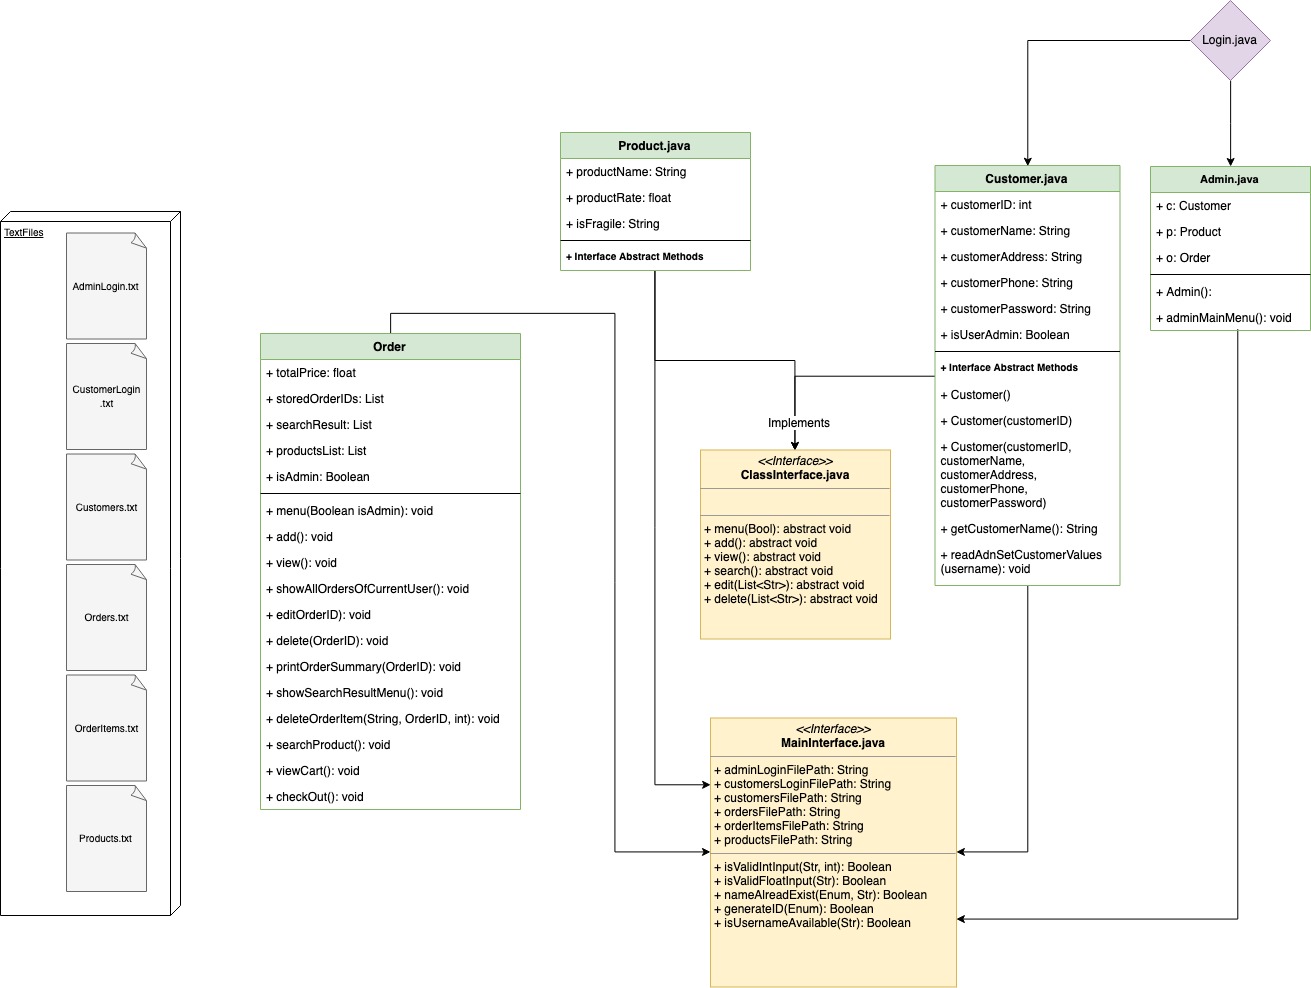 Login.java
Product.java
+ productName: String
+ productRate: float
+ isFragile: String
+ Interface Abstract Methods
Customer.java
+ customerID: int
+ customerName: String
+ customerAddress: String
+ customerPhone: String
+ customerPassword: String
+ isUserAdmin: Boolean
+ Interface Abstract Methods
+ Customer()
+ Customer(customerID)
+ Customer(customerID,
customerName,
customerAddress,
customerPhone,
customerPassword)
+ getCustomerName(): String
+ readAdnSetCustomerValues
(username): void
Admin.java
+ c: Customer
+ p: Product
+ o: Order
+ Admin():
+ adminMainMenu(): void
TextFiles
AdminLogin.txt
CustomerLogin
.txt
Customers.txt
Orders.txt
OrderItems.txt
Products.txt
Order
+ totalPrice: float
+ storedOrderIDs: List
+ searchResult: List
+ productsList: List
+ isAdmin: Boolean
+ menu(Boolean isAdmin): void
+ add(): void
+ view(): void
+ showAllOrdersOfCurrentUser(): void
+ editOrderID): void
+ delete(OrderID): void
+ printOrderSummary(OrderID): void
+ showSearchResultMenu(): void
+ deleteOrderItem(String, OrderID, int): void
+ searchProduct(): void
+ viewCart(): void
+ checkOut(): void
Implements
<<Interface>>
ClassInterface.java
+ menu(Bool): abstract void
+ add(): abstract void
+ view(): abstract void
+ search(): abstract void
+ edit(List<Str>): abstract void
+ delete(List<Str>): abstract void
<<Interface>>
MainInterface.java
+ adminLoginFilePath: String
+ customersLoginFilePath: String
+ customersFilePath: String
+ ordersFilePath: String
+ orderItemsFilePath: String
+ productsFilePath: String
+ isValidIntInput(Str, int): Boolean
+ isValidFloatInput(Str): Boolean
+ nameAlreadExist(Enum, Str): Boolean
+ generateID(Enum): Boolean
+ isUsernameAvailable(Str): Boolean